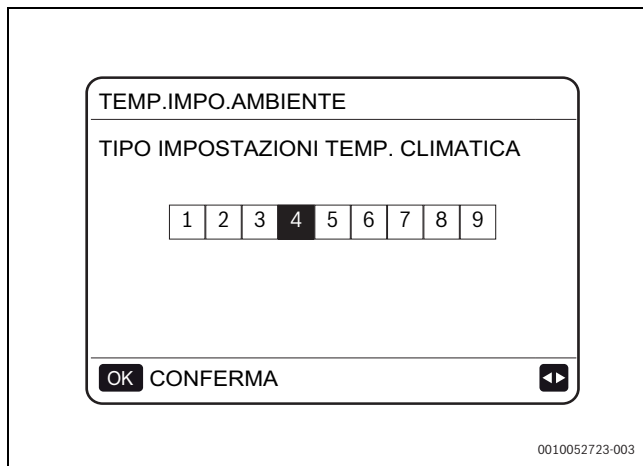 TEMP.IMPO.AMBIENTE
TIPO IMPOSTAZIONI TEMP. CLIMATICA
1 2 3 4 5 6 7 8 9
OK CONFERMA
0010052723-003